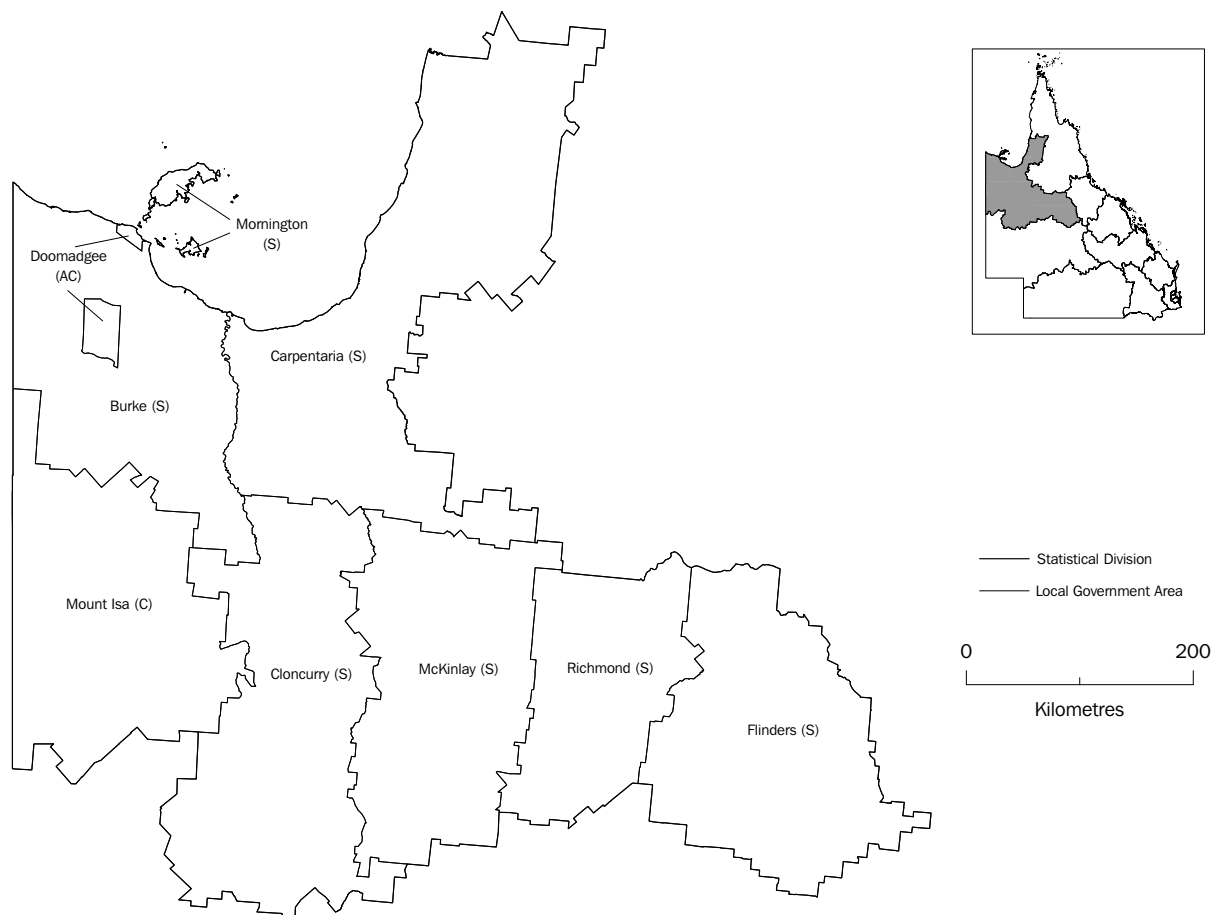 Mornington
(S)
Doomadgee
(AC)
Carpentaria (S)
Burke (S)
Mount Isa (C)
Cloncurry (S)
McKinlay (S)
Richmond (S)
Flinders (S)
Statistical Division
Local Government Area
0 200
Kilometres